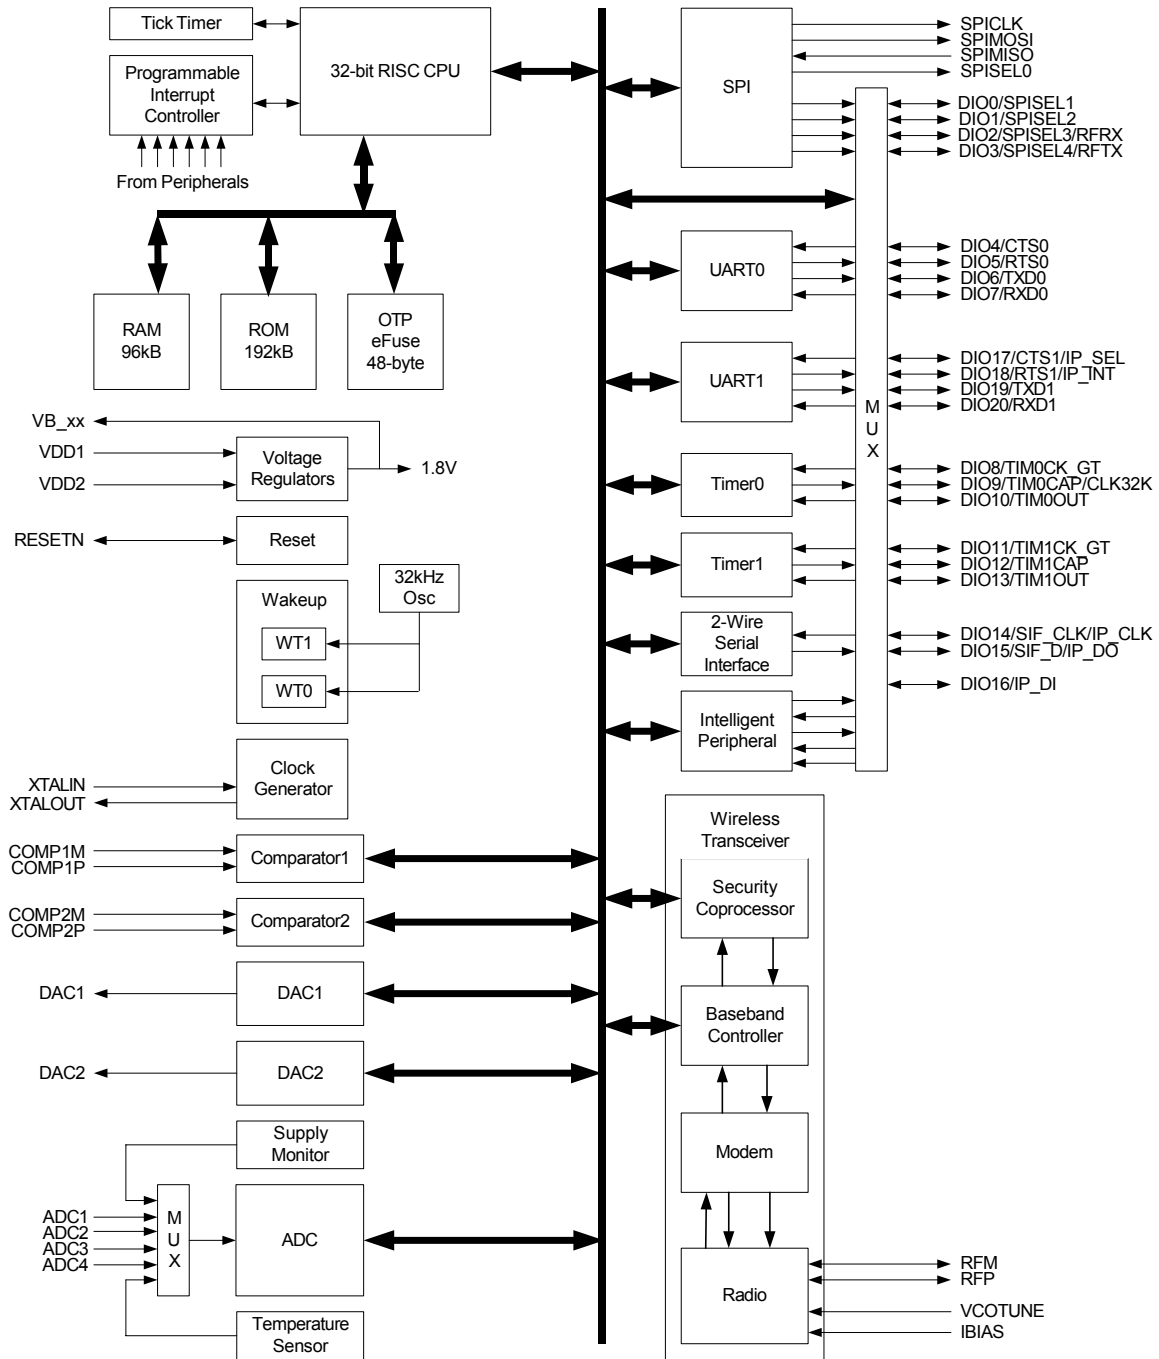 Tick Timer
32-bit RISC CPU
Programmable
Interrupt
Controller
From Peripherals
RAM
96kB
ROM
192kB
OTP
eFuse
48-byte
VB_xx
VDD1
VDD2
Voltage
Regulators
1.8V
RESETN
Reset
Wakeup
WT1
WT0
32kHz
Osc
XTALIN
XTALOUT
Clock
Generator
COMP1M
COMP1P
Comparator1
COMP2M
COMP2P
Comparator2
DAC1
DAC1
DAC2
DAC2
Supply
Monitor
ADC1
ADC2
ADC3
ADC4
M
U
X
ADC
Temperature
Sensor
SPI
SPICLK
SPIMOSI
SPIMISO
SPISEL0
DIO0/SPISEL1
DIO1/SPISEL2
DIO2/SPISEL3/RFRX
DIO3/SPISEL4/RFTX
UART0
DIO4/CTS0
DIO5/RTS0
DIO6/TXD0
DIO7/RXD0
UART1
DIO17/CTS1/IP_SEL
DIO18/RTS1/IP_INT
DIO19/TXD1
DIO20/RXD1
M
U
X
Timer0
DIO8/TIM0CK_GT
DIO9/TIM0CAP/CLK32K
DIO10/TIM0OUT
Timer1
DIO11/TIM1CK_GT
DIO12/TIM1CAP
DIO13/TIM1OUT
2-Wire
Serial
Interface
DIO14/SIF_CLK/IP_CLK
DIO15/SIF_D/IP_DO
DIO16/IP_DI
Intelligent
Peripheral
Wireless
Transceiver
Security
Coprocessor
Baseband
Controller
Modem
Radio
RFM
RFP
VCOTUNE
IBIAS